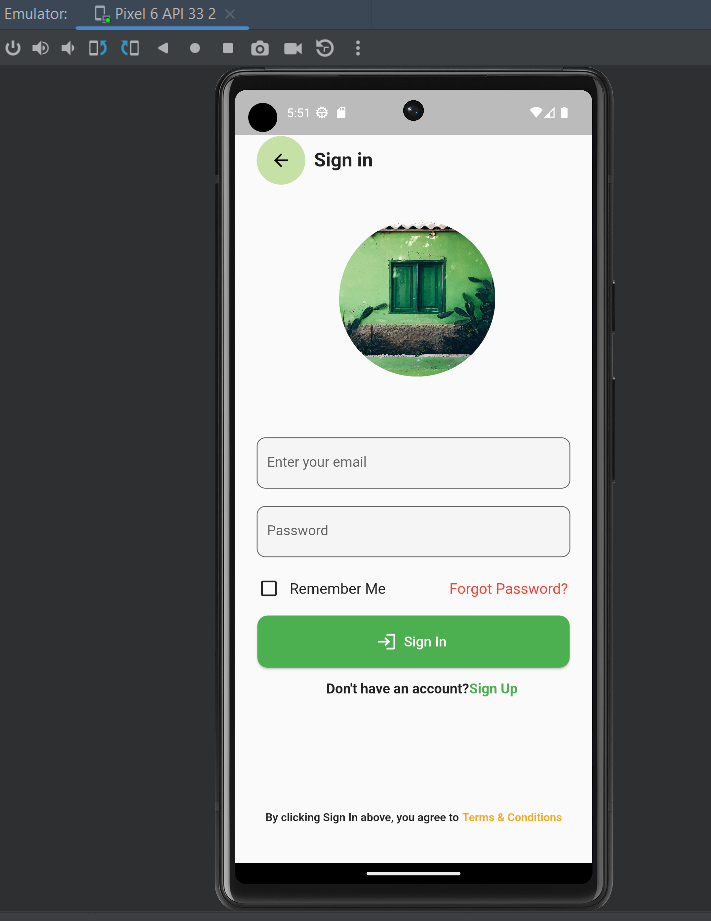 Emulator: Pixel 6 API 33 2
5:51
Sign in
Enter your email
Password
Remember Me Forgot Password?
Sign In
Don't have an account?Sign Up
By clicking Sign In above, you agree to Terms & Conditions